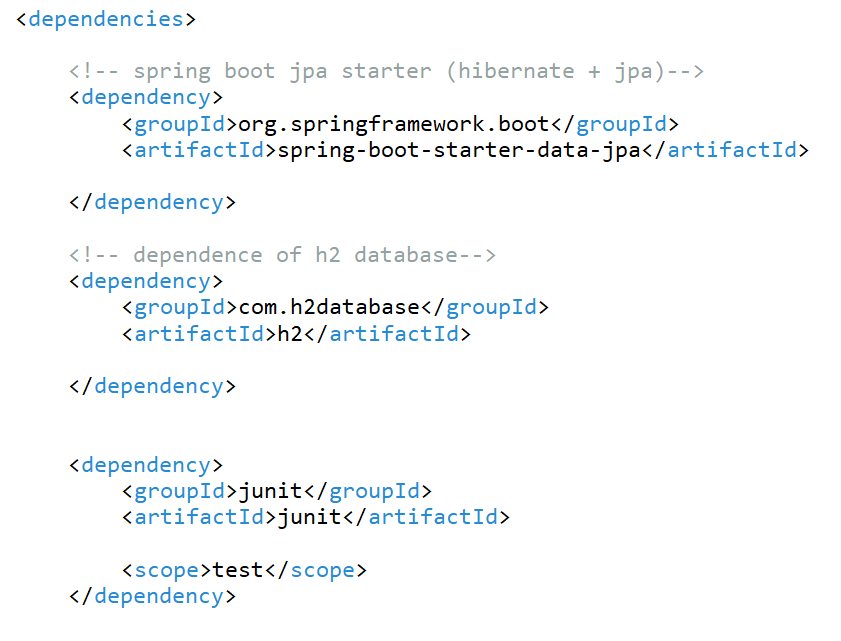 <dependencies>
<!-- spring boot jpa starter (hibernate + jpa)-->
<dependency>
<groupId>org.springframework.boot</groupId>
<artifactId>spring-boot-starter-data-jpa</artifactId>
</dependency>
<!-- dependence of h2 database-->
<dependency>
<groupId>com.h2database</groupId>
<artifactId>h2</artifactId>
</dependency>
<dependency>
<groupId>junit</groupId>
<artifactId>junit</artifactId>
<scope>test</scope>
</dependency>